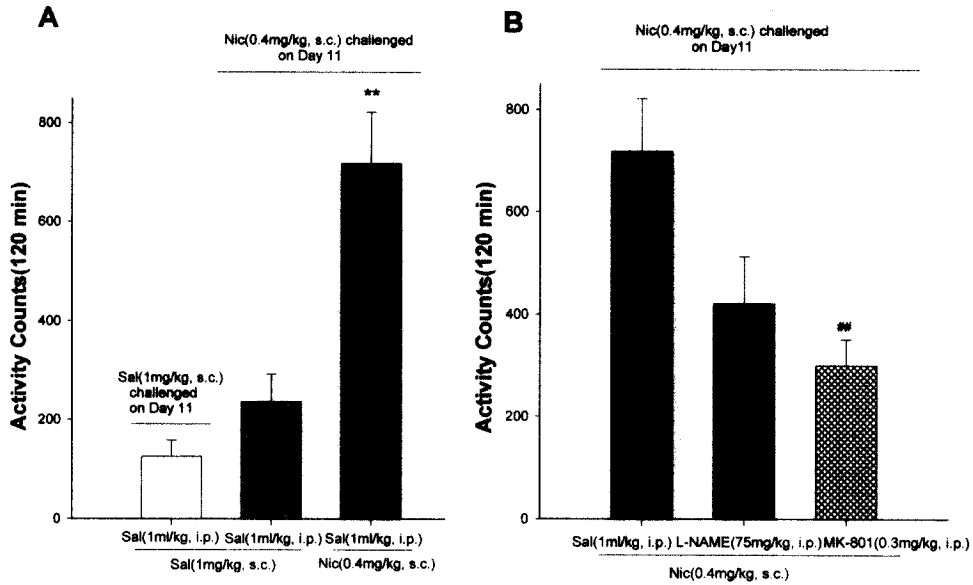 A
Nic(0.4mg/kg, s.c.) challenged
on Day 11
**
Activity Counts(120 min)
800
600
400
200
0
Sal(1mg/kg, s.c.)
challenged
on Day 11
Sal(1ml/kg, i.p.) Sal(1ml/kg, i.p.) Sal(1ml/kg, i.p.)
Sal(1mg/kg, s.c.) Nic(0.4mg/kg, s.c.)
B
Nic(0.4mg/kg, s.c.) challenged
on Day11
Activity Counts(120 min)
800
600
400
200
0
##
Sal(1ml/kg, i.p.) L-NAME(75mg/kg, i.p.) MK-801(0.3mg/kg, i.p.)
Nic(0.4mg/kg, s.c.)